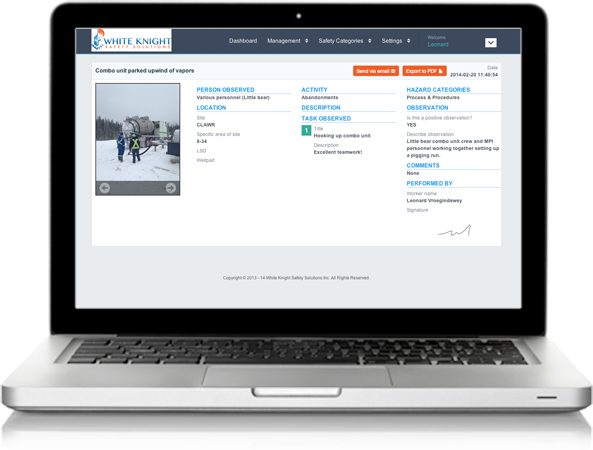 WHITE KNIGHT
SAFETY SOLUTIONS
Dashboard Management Safety Categories Settings
Welcome
Leonard
Combo unit parked upwind of vapors
Send via email
Export to PDF
Date
2014-02-20 11:40:54
PERSON OBSERVED
Various personnel (Little bear)
LOCATION
Site
CLAWR
Specific area of site
8-34
LSD
Wellpad
ACTIVITY
Abandonments
DESCRIPTION
TASK OBSERVED
1
Title
Hooking up combo unit
Description
Excellent teamwork!
HAZARD CATEGORIES
Process & Procedures
OBSERVATION
Is this a positive observation?
YES
Describe observation
Little bear combo unit crew and MPI
personnel working together setting up
a pigging run.
COMMENTS
None
PERFORMED BY
Worker name
Leonard Vroegindewey
Signature
Copyright © 2013 - 14 White Knight Safety Solutions Inc. All Rights Reserved.